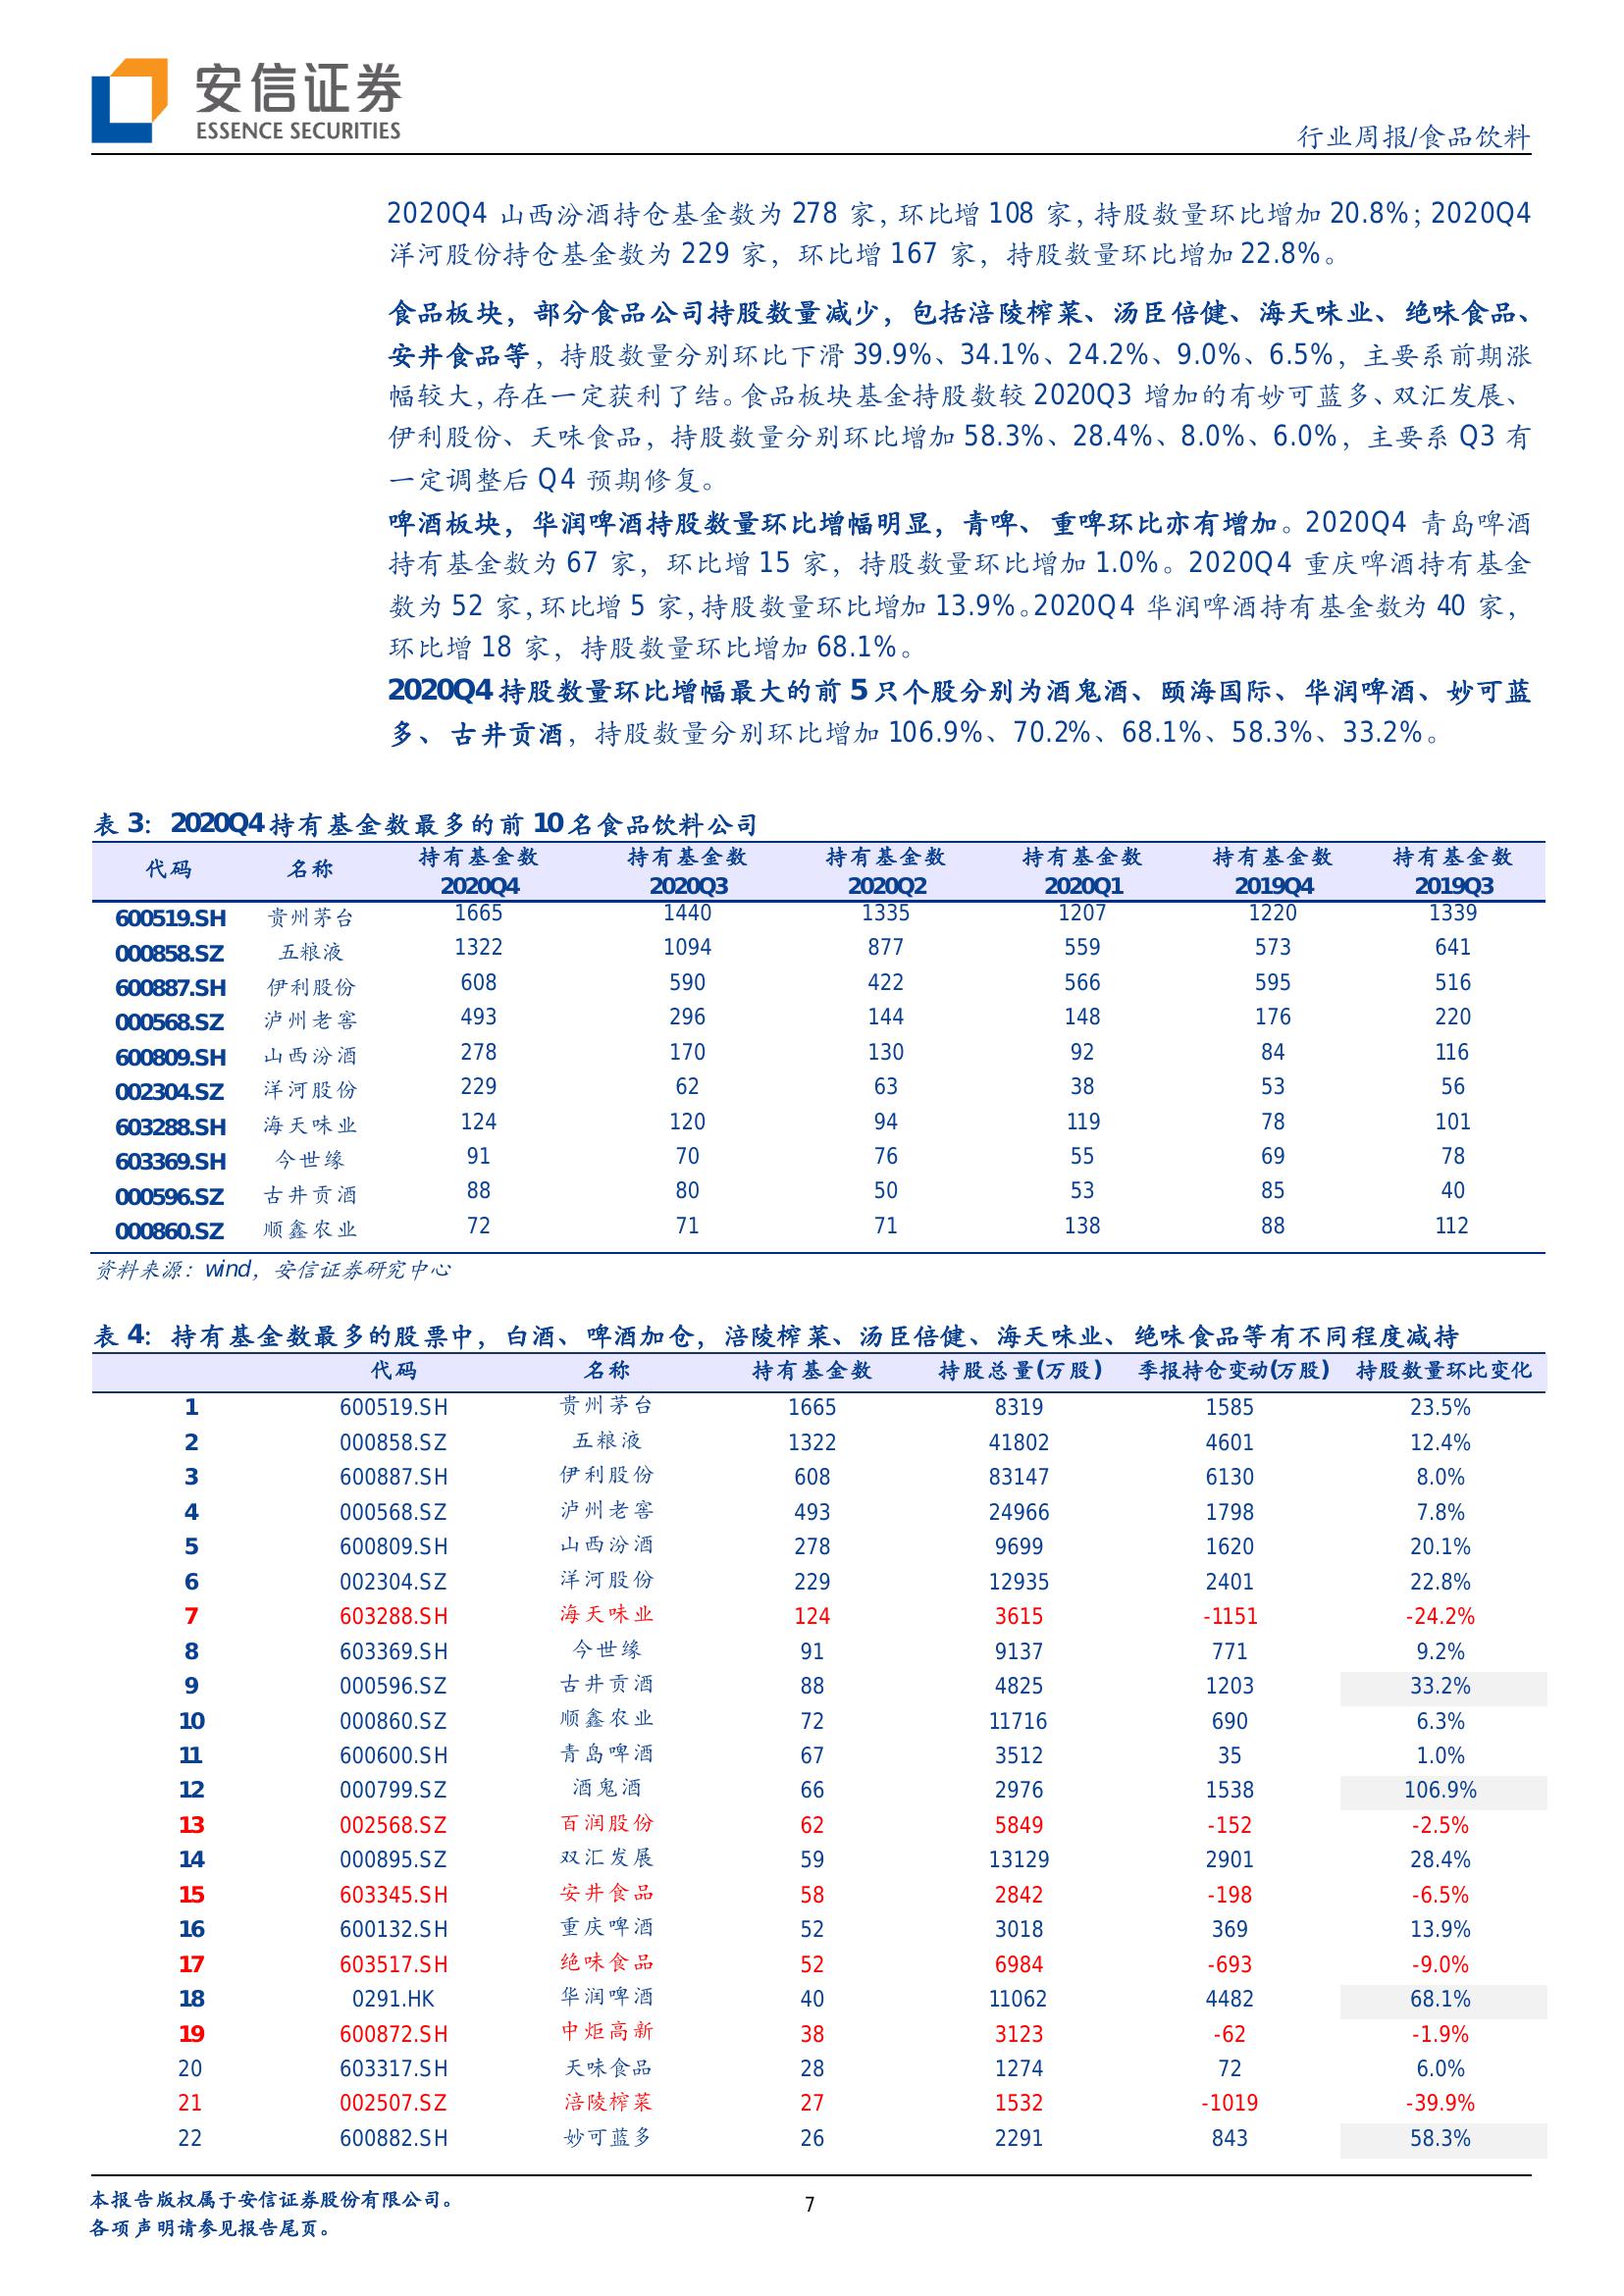 安信证券
ESSENCE SECURITIES
行业周报/食品饮料
2020Q4 山西汾酒持仓基金数为 278 家，环比增 108 家，持股数量环比增加 20.8%；2020Q4
洋河股份持仓基金数为 229 家，环比增 167 家，持股数量环比增加 22.8%。
食品板块，部分食品公司持股数量减少，包括涪陵榨菜、汤臣倍健、海天味业、绝味食品、
安井食品等，持股数量分别环比下滑 39.9%、34.1%、24.2%、9.0%、6.5%，主要系前期涨
幅较大，存在一定获利了结。食品板块基金持股数较 2020Q3 增加的有妙可蓝多、双汇发展、
伊利股份、天味食品，持股数量分别环比增加 58.3%、28.4%、8.0%、6.0%，主要系 Q3 有
一定调整后 Q4 预期修复。
啤酒板块，华润啤酒持股数量环比增幅明显，青啤、重啤环比亦有增加。2020Q4 青岛啤酒
持有基金数为 67 家，环比增 15 家，持股数量环比增加 1.0%。2020Q4 重庆啤酒持有基金
数为 52 家，环比增 5 家，持股数量环比增加 13.9%。2020Q4 华润啤酒持有基金数为 40 家，
环比增 18 家，持股数量环比增加 68.1%。
2020Q4 持股数量环比增幅最大的前 5 只个股分别为酒鬼酒、颐海国际、华润啤酒、妙可蓝
多、古井贡酒，持股数量分别环比增加 106.9%、70.2%、68.1%、58.3%、33.2%。
表 3：2020Q4 持有基金数最多的前 10 名食品饮料公司
代码 名称 持有基金数 持有基金数 持有基金数 持有基金数 持有基金数 持有基金数
2020Q4 2020Q3 2020Q2 2020Q1 2019Q4 2019Q3
600519.SH 贵州茅台 1665 1440 1335 1207 1220 1339
000858.SZ 五粮液 1322 1094 877 559 573 641
600887.SH 伊利股份 608 590 422 566 595 516
000568.SZ 泸州老窖 493 296 144 148 176 220
600809.SH 山西汾酒 278 170 130 92 84 116
002304.SZ 洋河股份 229 62 63 38 53 56
603288.SH 海天味业 124 120 94 119 78 101
603369.SH 今世缘 91 70 76 55 69 78
000596.SZ 古井贡酒 88 80 50 53 85 40
000860.SZ 顺鑫农业 72 71 71 138 88 112
资料来源：wind，安信证券研究中心
表 4：持有基金数最多的股票中，白酒、啤酒加仓，涪陵榨菜、汤臣倍健、海天味业、绝味食品等有不同程度减持
代码 名称 持有基金数 持股总量(万股) 季报持仓变动(万股) 持股数量环比变化
1 600519.SH 贵州茅台 1665 8319 1585 23.5%
2 000858.SZ 五粮液 1322 41802 4601 12.4%
3 600887.SH 伊利股份 608 83147 6130 8.0%
4 000568.SZ 泸州老窖 493 24966 1798 7.8%
5 600809.SH 山西汾酒 278 9699 1620 20.1%
6 002304.SZ 洋河股份 229 12935 2401 22.8%
7 603288.SH 海天味业 124 3615 -1151 -24.2%
8 603369.SH 今世缘 91 9137 771 9.2%
9 000596.SZ 古井贡酒 88 4825 1203 33.2%
10 000860.SZ 顺鑫农业 72 11716 690 6.3%
11 600600.SH 青岛啤酒 67 3512 35 1.0%
12 000799.SZ 酒鬼酒 66 2976 1538 106.9%
13 002568.SZ 百润股份 62 5849 -152 -2.5%
14 000895.SZ 双汇发展 59 13129 2901 28.4%
15 603345.SH 安井食品 58 2842 -198 -6.5%
16 600132.SH 重庆啤酒 52 3018 369 13.9%
17 603517.SH 绝味食品 52 6984 -693 -9.0%
18 0291.HK 华润啤酒 40 11062 4482 68.1%
19 600872.SH 中炬高新 38 3123 -62 -1.9%
20 603317.SH 天味食品 28 1274 72 6.0%
21 002507.SZ 涪陵榨菜 27 1532 -1019 -39.9%
22 600882.SH 妙可蓝多 26 2291 843 58.3%
本报告版权属于安信证券股份有限公司。
7
各项声明请参见报告尾页。